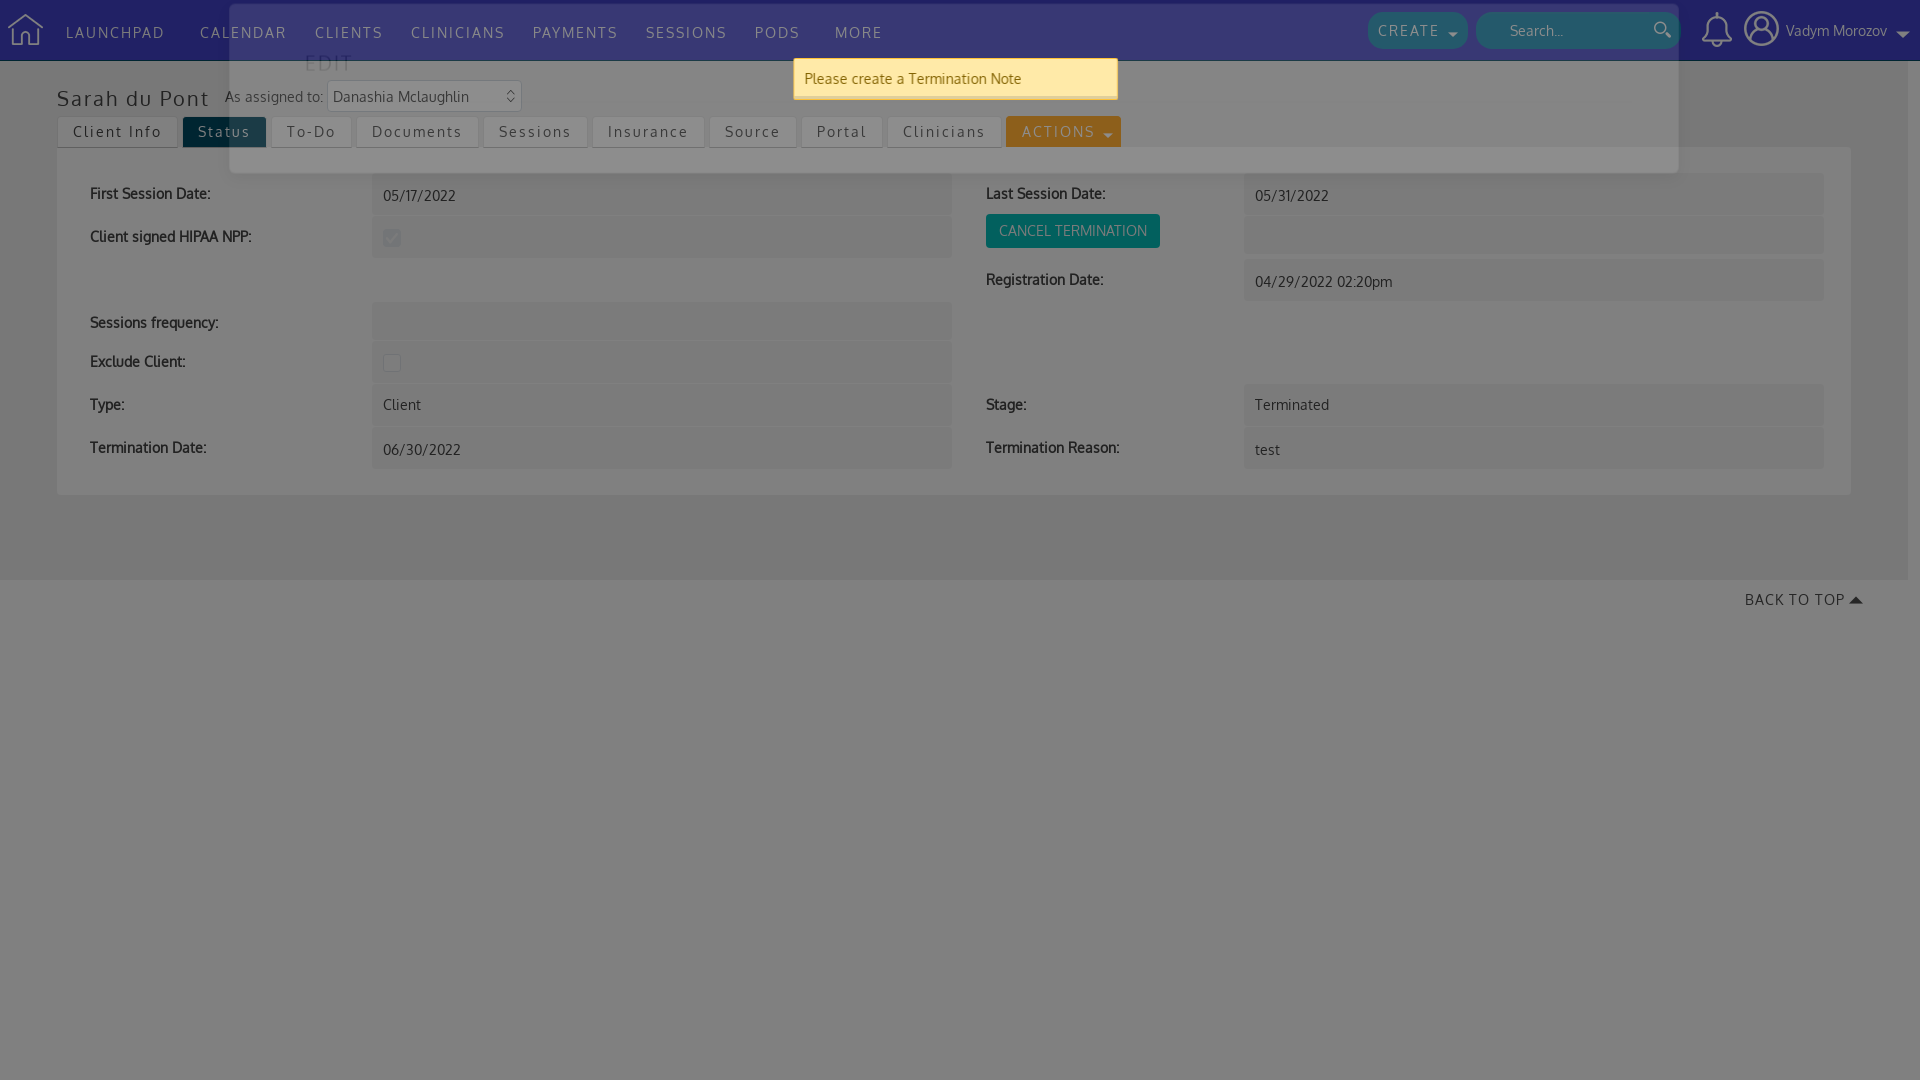 LAUNCHPAD CALENDAR CLIENTS CLINICIANS PAYMENTS SESSIONS PODS MORE CREATE Search... Vadym Morozov
EDIT
Please create a Termination Note
Sarah du Pont As assigned to: Danashia Mclaughlin
Client Info Status To-Do Documents Sessions Insurance Source Portal Clinicians ACTIONS
First Session Date: 05/17/2022 Last Session Date: 05/31/2022
Client signed HIPAA NPP: CANCEL TERMINATION
Registration Date: 04/29/2022 02:20pm
Sessions frequency:
Exclude Client:
Type: Client Stage: Terminated
Termination Date: 06/30/2022 Termination Reason: test
BACK TO TOP